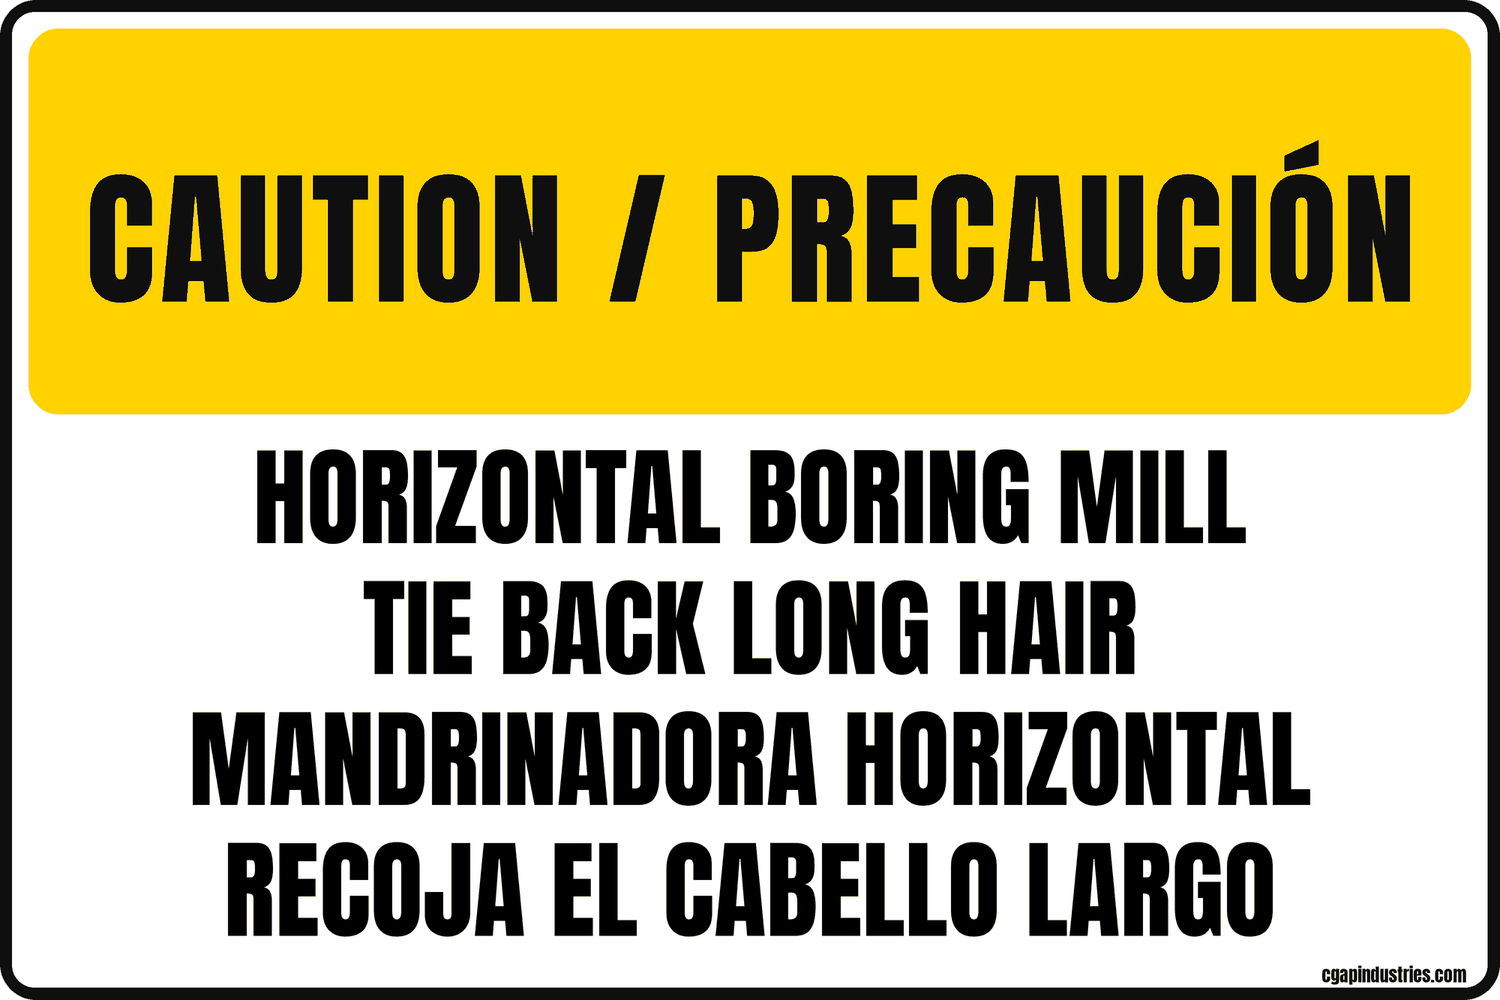 CAUTION / PRECAUCIÓN
HORIZONTAL BORING MILL
TIE BACK LONG HAIR
MANDRINADORA HORIZONTAL
RECOJA EL CABELLO LARGO
cgapindustries.com